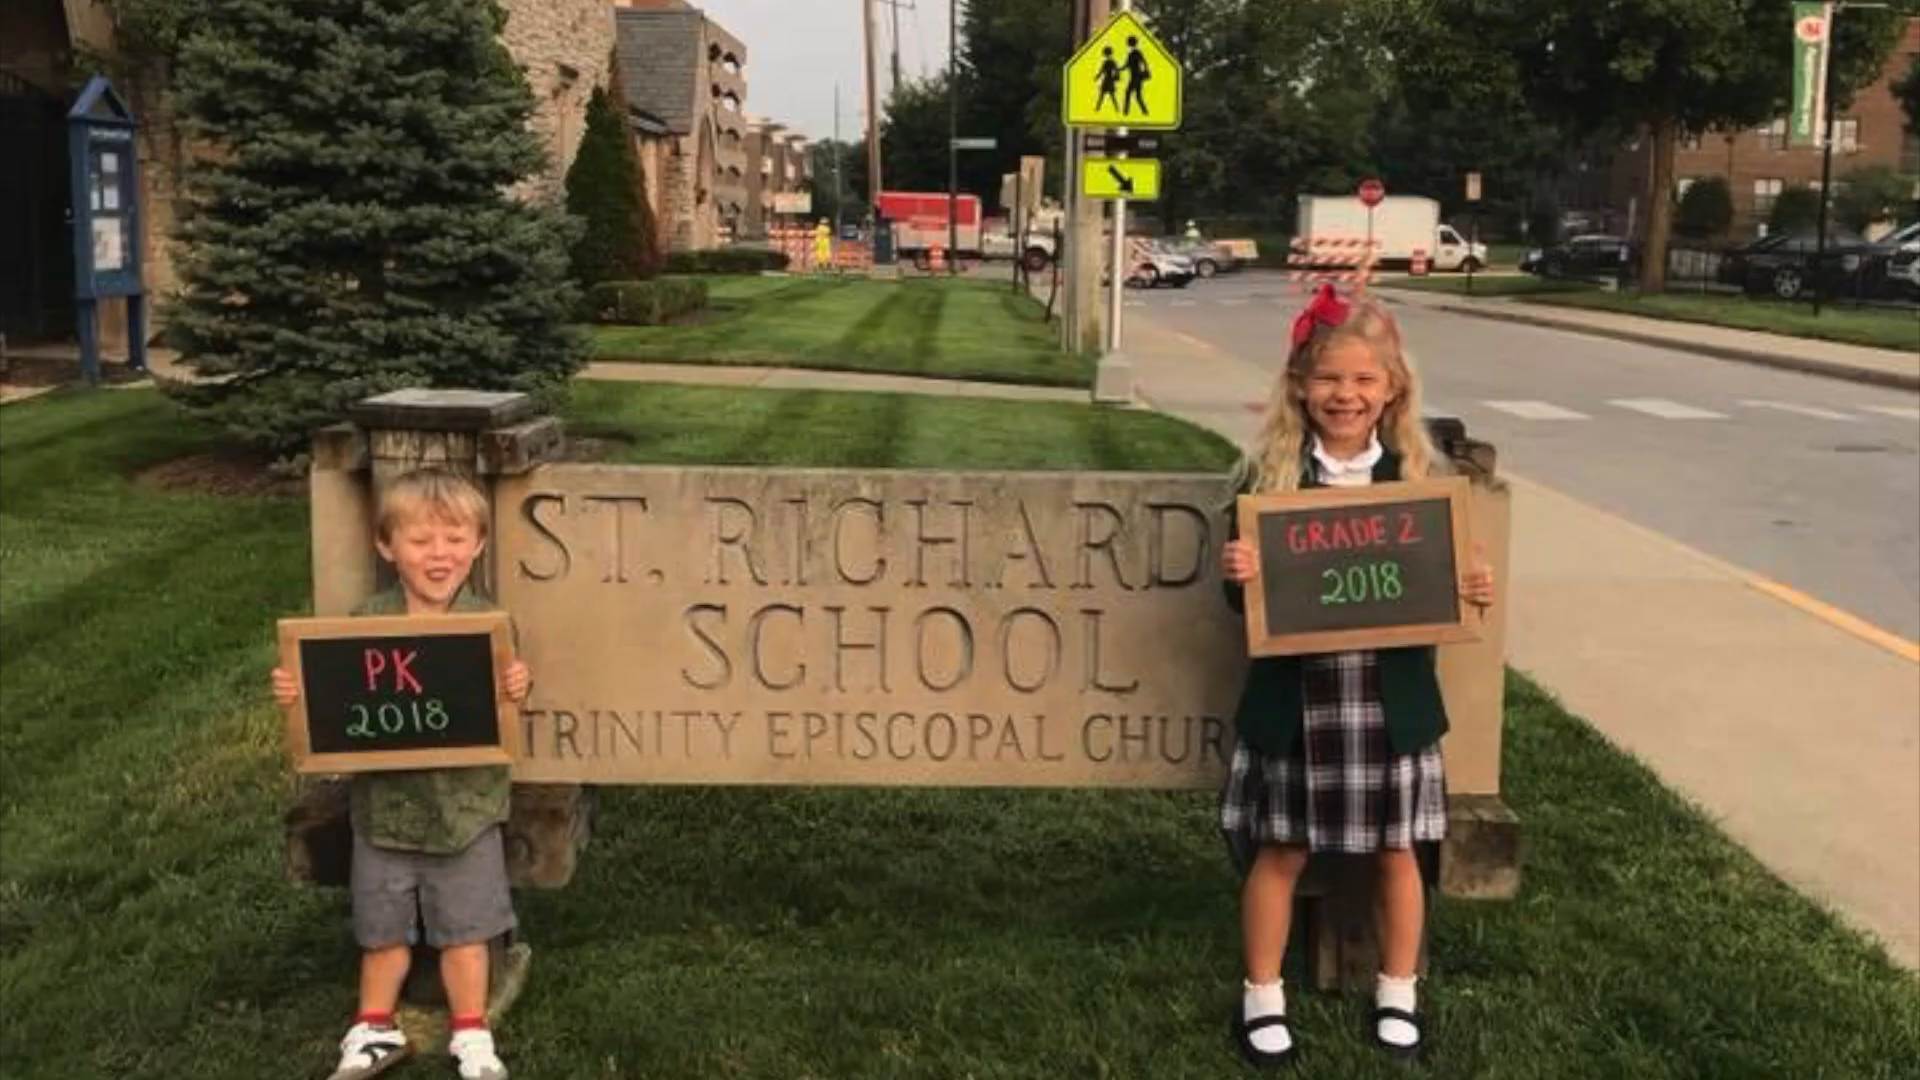 ST. RICHARD
SCHOOL
TRINITY EPISCOPAL CHUR
PK
2018
GRADE 2
2018